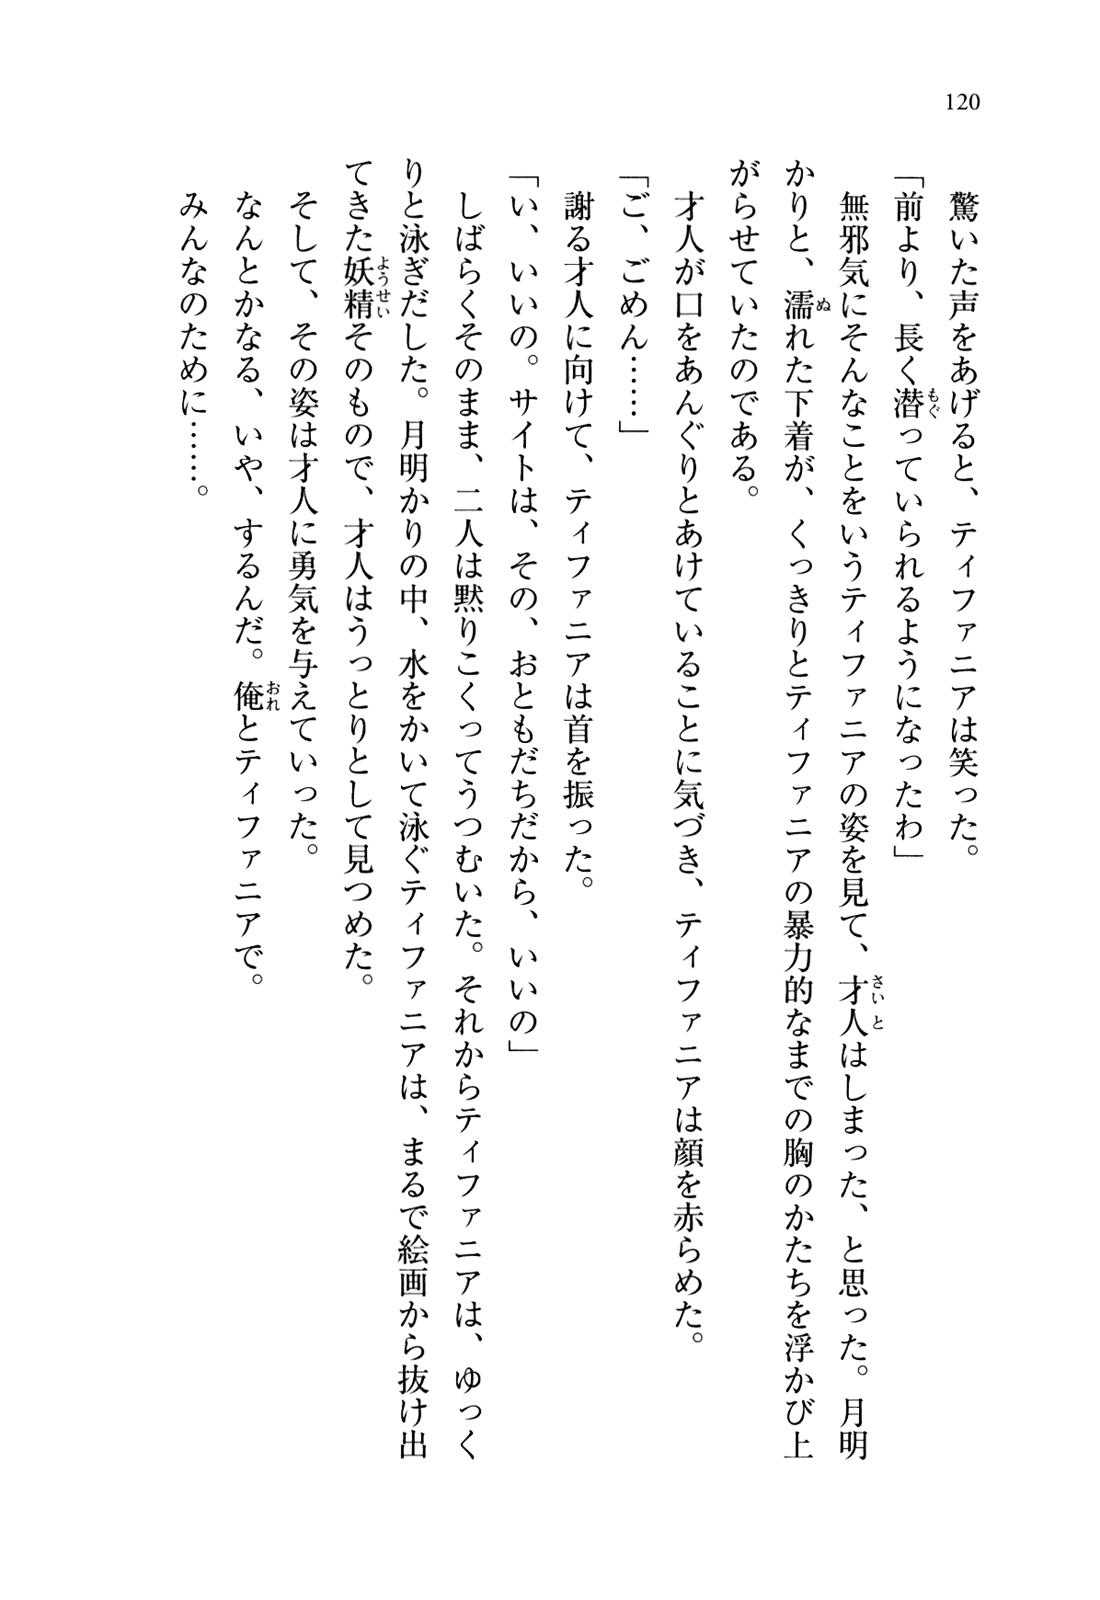 120
驚いた声をあげると、ティファニアは笑った。
「前より、長く潜っていられるようになったわ」
無邪気にそんなことをいうティファニアの姿を見て、才人はしまった、と思った。月明
かりと、濡れた下着が、くっきりとティファニアの暴力的なまでの胸のかたちを浮かび上
がらせていたのである。
才人が口をあんぐりとあけていることに気づき、ティファニアは顔を赤らめた。
「ご、ごめん……」
謝る才人に向けて、ティファニアは首を振った。
「い、いいの。サイトは、その、おともだちだから、いいの」
しばらくそのまま、二人は黙りこくってうつむいた。それからティファニアは、ゆっく
りと泳ぎだした。月明かりの中、水をかいて泳ぐティファニアは、まるで絵画から抜け出
てきた妖精そのもので、才人はうっとりとして見つめた。
そして、その姿は才人に勇気を与えていった。
なんとかなる、いや、するんだ。俺とティファニアで。
みんなのために……。